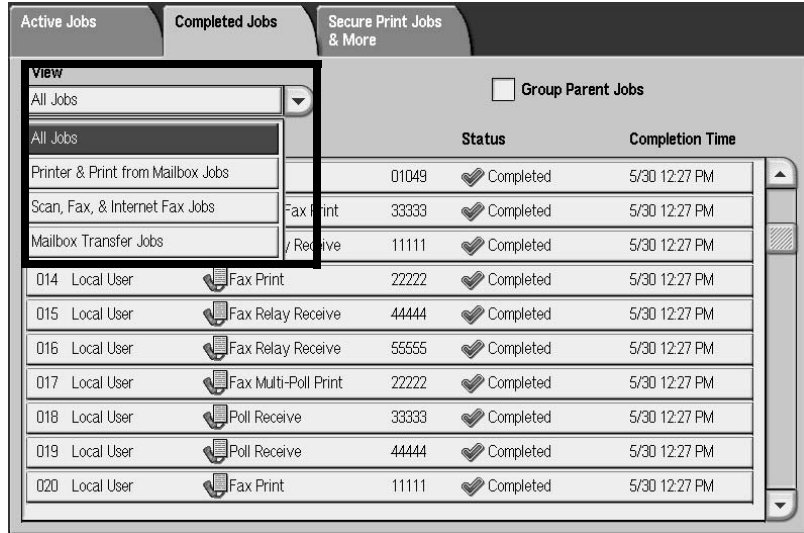 Active Jobs
Completed Jobs
Secure Print Jobs
& More
View
All Jobs
Group Parent Jobs
All Jobs
Printer & Print from Mailbox Jobs
Scan, Fax, & Internet Fax Jobs
Mailbox Transfer Jobs
Status Completion Time
01049 Completed 5/30 12:27 PM
Fax Print 33333 Completed 5/30 12:27 PM
Receive 11111 Completed 5/30 12:27 PM
014 Local User Fax Print 22222 Completed 5/30 12:27 PM
015 Local User Fax Relay Receive 44444 Completed 5/30 12:27 PM
016 Local User Fax Relay Receive 55555 Completed 5/30 12:27 PM
017 Local User Fax Multi-Poll Print 22222 Completed 5/30 12:27 PM
018 Local User Poll Receive 33333 Completed 5/30 12:27 PM
019 Local User Poll Receive 44444 Completed 5/30 12:27 PM
020 Local User Fax Print 11111 Completed 5/30 12:27 PM